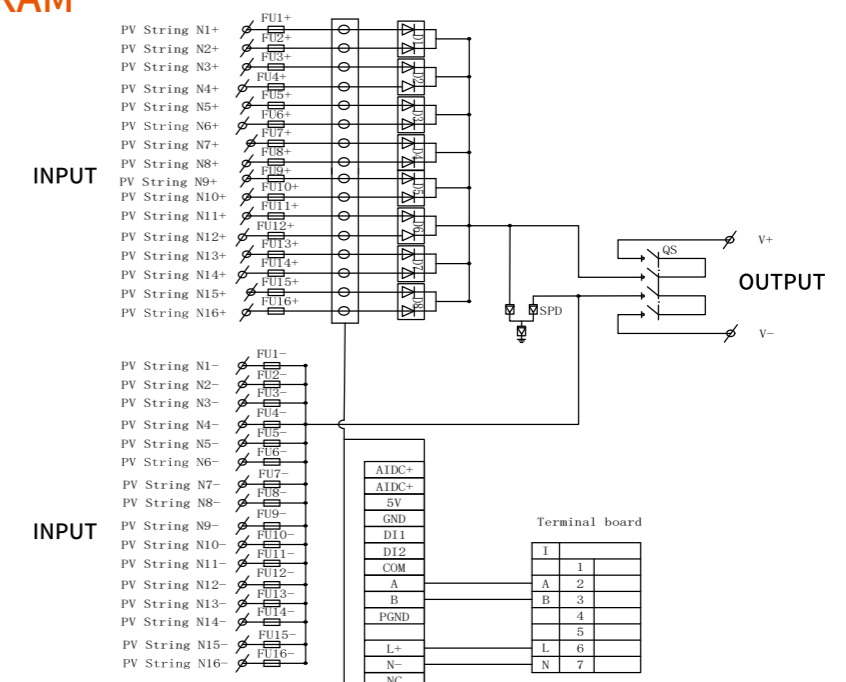 RAM
FU1+
PV String N1+
FU2+
PV String N2+
FU3+
PV String N3+
FU4+
PV String N4+
FU5+
PV String N5+
FU6+
PV String N6+
FU7+
PV String N7+
FU8+
PV String N8+
FU9+
PV String N9+
FU10+
PV String N10+
FU11+
PV String N11+
FU12+
PV String N12+
FU13+
PV String N13+
FU14+
PV String N14+
FU15+
PV String N15+
FU16+
PV String N16+
D1
D2
D3
D4
D5
D6
D7
D8
INPUT
SPD
QS
V+
OUTPUT
V-
FU1-
PV String N1-
FU2-
PV String N2-
FU3-
PV String N3-
FU4-
PV String N4-
FU5-
PV String N5-
FU6-
PV String N6-
FU7-
PV String N7-
FU8-
PV String N8-
FU9-
PV String N9-
FU10-
PV String N10-
FU11-
PV String N11-
FU12-
PV String N12-
FU13-
PV String N13-
FU14-
PV String N14-
FU15-
PV String N15-
FU16-
PV String N16-
INPUT
AIDC+
AIDC+
5V
GND
DI1
DI2
COM
A
B
PGND
L+
N-
NC
Terminal board
I
1
A 2
B 3
4
5
L 6
N 7